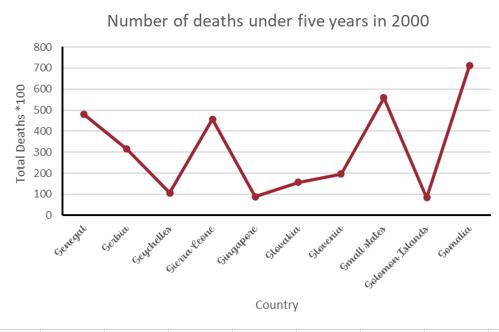 Number of deaths under five years in 2000
Total Deaths *100
800
700
600
500
400
300
200
100
0
Senegal
Serbia
Seychelles
Sierra Leone
Singapore
Slovakia
Slovenia
Small states
Solomon Islands
Somalia
Country